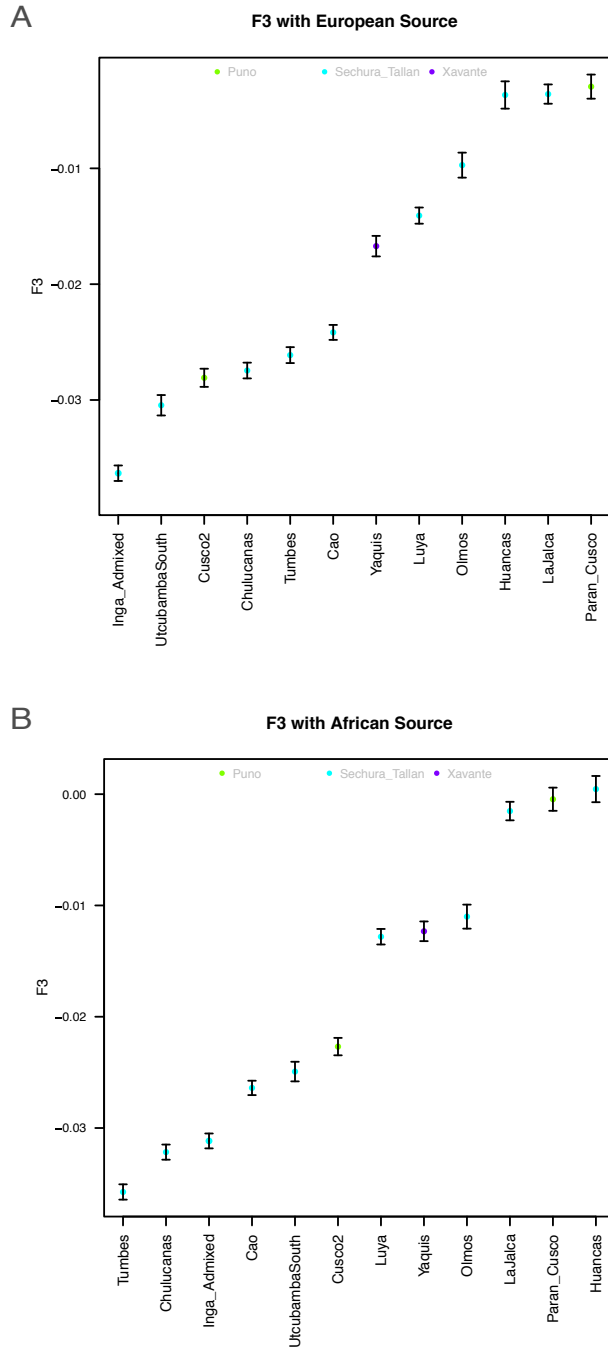 A
F3 with European Source
Puno Sechura_Tallan Xavante
F3
−0.01
−0.02
−0.03
Inga_Admixed
UtcubambaSouth
Cusco2
Chulucanas
Tumbes
Cao
Yaquis
Luya
Olmos
Huancas
LaJalca
Paran_Cusco
B
F3 with African Source
Puno Sechura_Tallan Xavante
F3
0.00
−0.01
−0.02
−0.03
Tumbes
Chulucanas
Inga_Admixed
Cao
UtcubambaSouth
Cusco2
Luya
Yaquis
Olmos
LaJalca
Paran_Cusco
Huancas